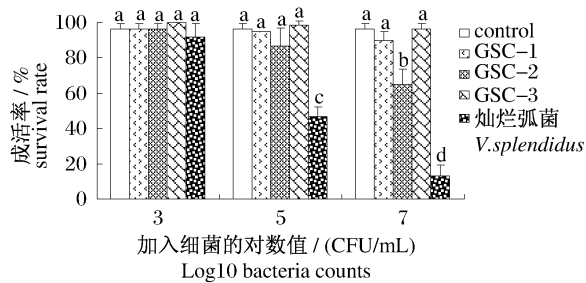 成活率 / %
survival rate
100
80
60
40
20
0
a a a a a
a a a a c
a a b a d
3 5 7
加入细菌的对数值 / (CFU/mL)
Log10 bacteria counts
control
GSC-1
GSC-2
GSC-3
灿烂弧菌
V.splendidus